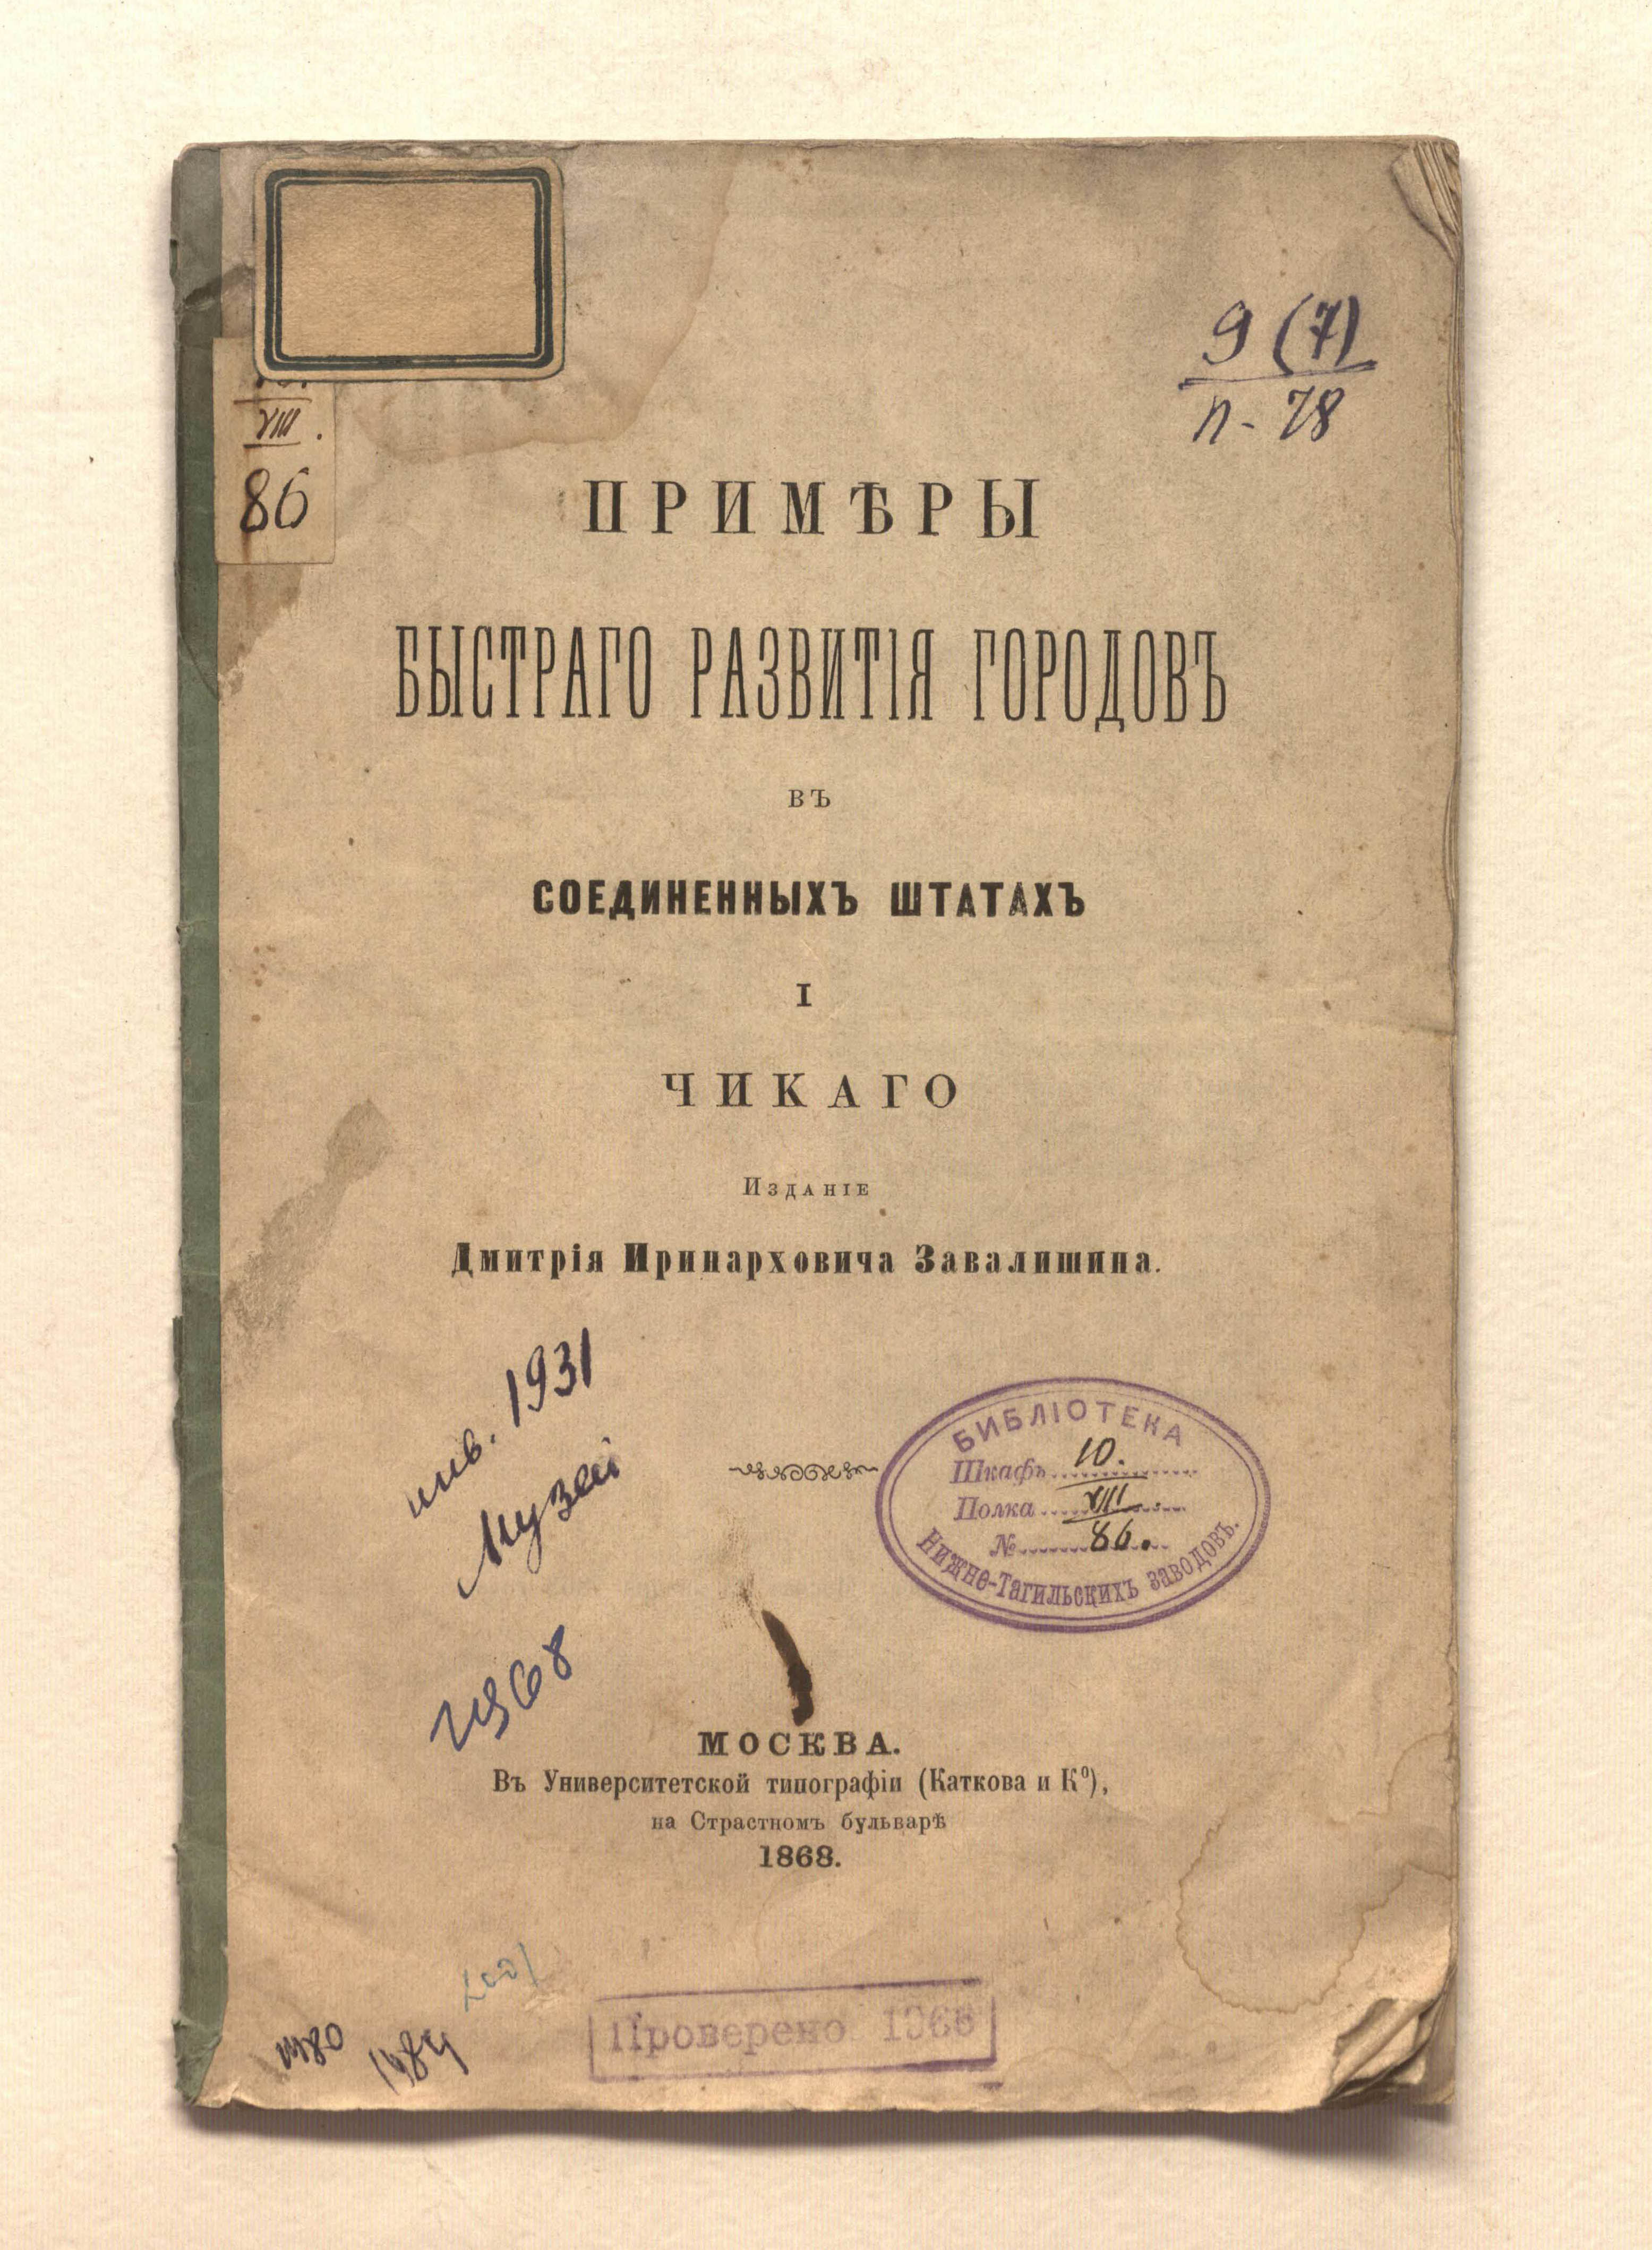 9 (7)
п-78
VIII.
86
ПРИМѢРЫ
БЫСТРАГО РАЗВИТІЯ ГОРОДОВЪ
ВЪ
СОЕДИНЕННЫХЪ ШТАТАХЪ
I
ЧИКАГО
ИЗДАНІЕ
Дмитрія Иринарховича Завалишина.
инв. 1931
Музей
БИБЛІОТЕКА
Шкафъ 10.
Полка VIII.
№ 86.
НИЖНЕ-ТАГИЛЬСКИХЪ ЗАВОДОВЪ.
МОСКВА.
Въ Университетской типографіи (Каткова и К⁰),
на Страстномъ бульварѣ
1868.
Проверено 1966